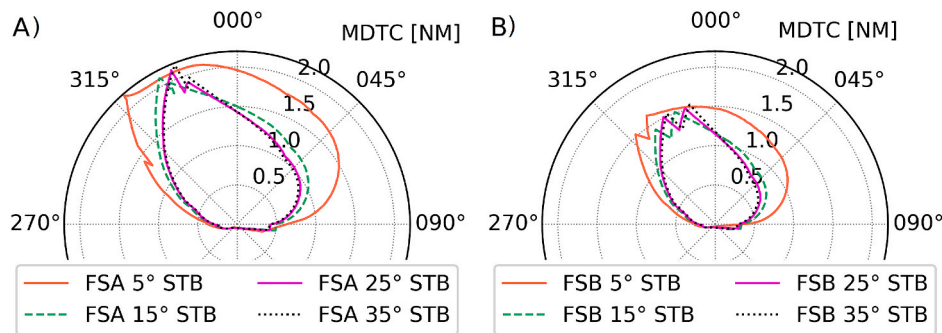 A) 000° MDTC [NM]
315° 045°
2.0
1.5
1.0
0.5
270° 090°
FSA 5° STB FSA 25° STB
FSA 15° STB FSA 35° STB
B) 000° MDTC [NM]
315° 045°
2.0
1.5
1.0
0.5
270° 090°
FSB 5° STB FSB 25° STB
FSB 15° STB FSB 35° STB